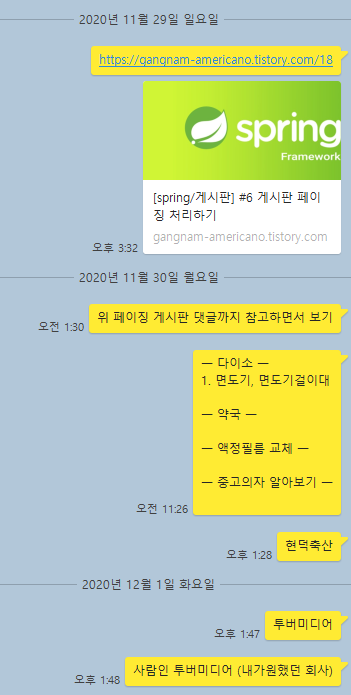 2020년 11월 29일 일요일
https://gangnam-americano.tistory.com/18
spring
Framework
[spring/게시판] #6 게시판 페이
징 처리하기
gangnam-americano.tistory.com
오후 3:32
2020년 11월 30일 월요일
위 페이징 게시판 댓글까지 참고하면서 보기
오전 1:30
ㅡ 다이소 ㅡ
1. 면도기, 면도기걸이대
ㅡ 약국 ㅡ
ㅡ 액정필름 교체 ㅡ
ㅡ 중고의자 알아보기 ㅡ
오전 11:26
현덕축산
오후 1:28
2020년 12월 1일 화요일
투버미디어
오후 1:47
사람인 투버미디어 (내가원했던 회사)
오후 1:48